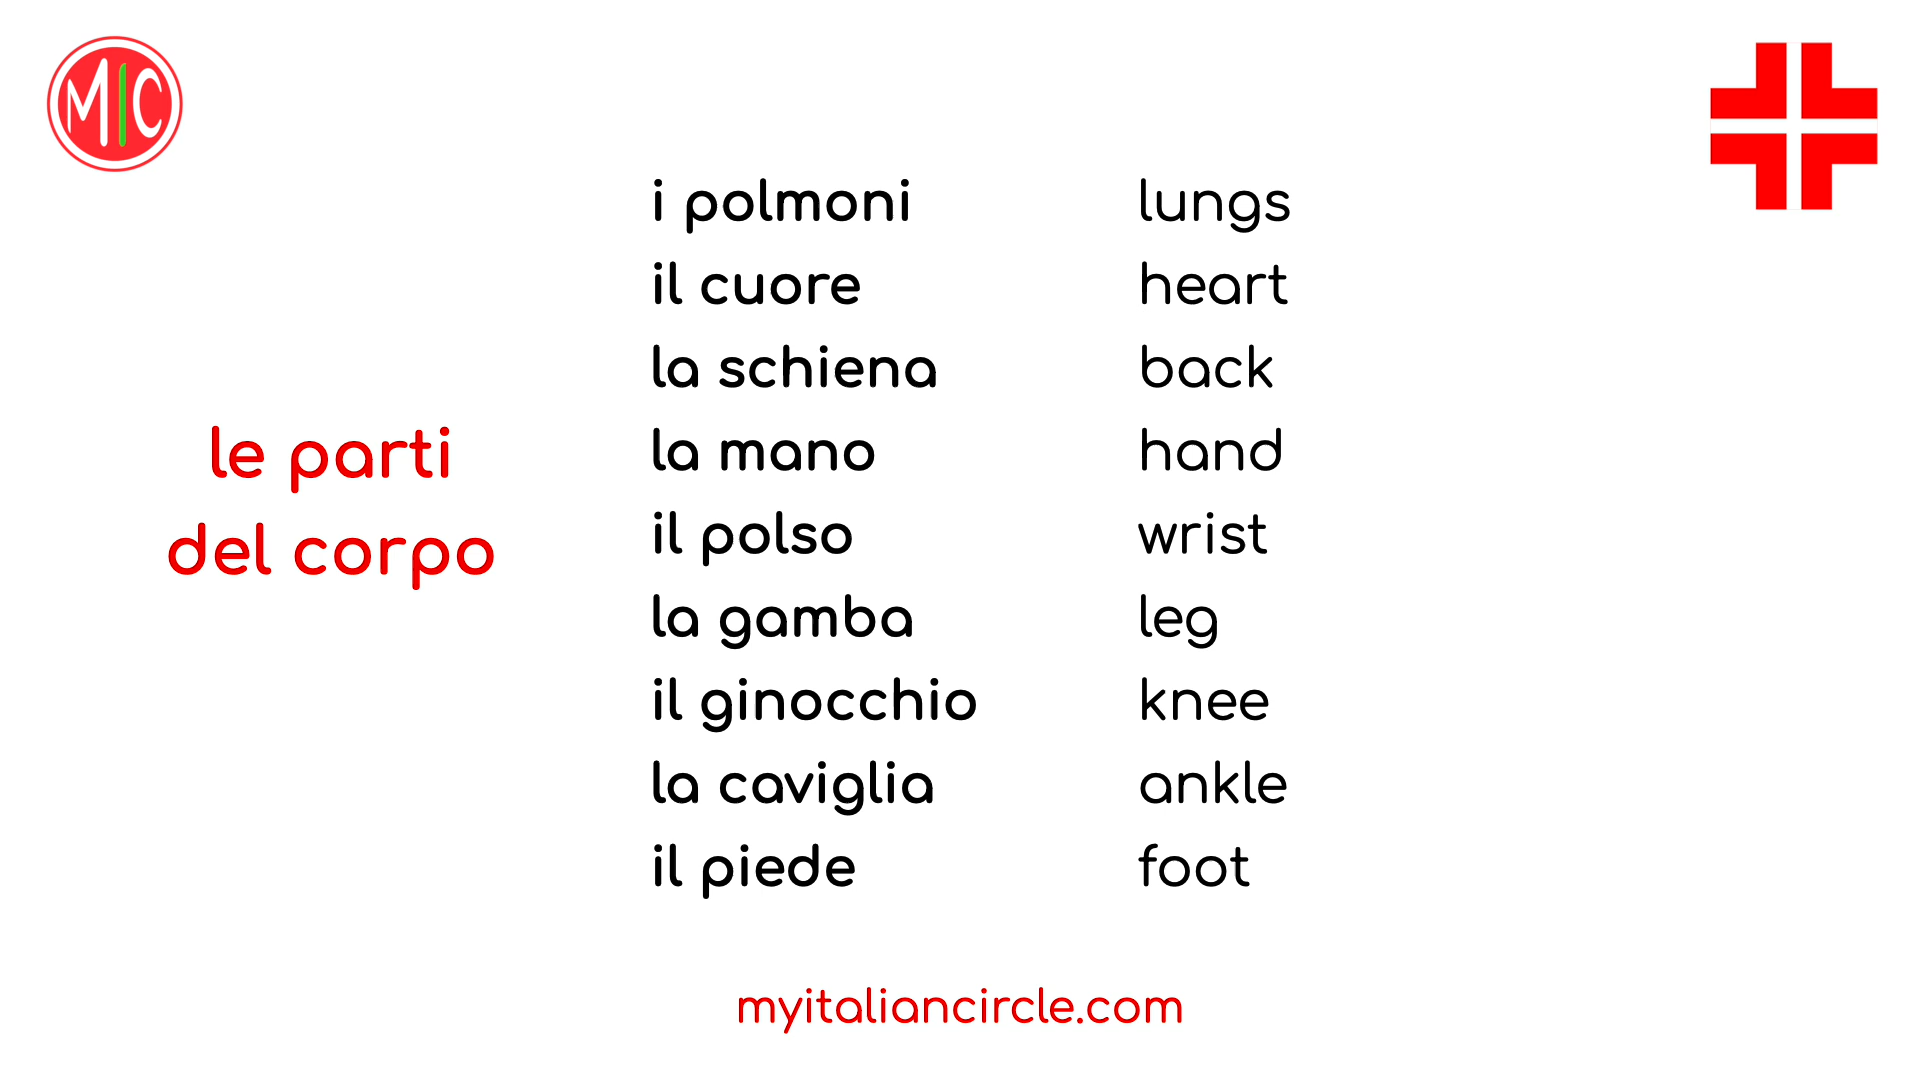 MIC
le parti
del corpo
i polmoni lungs
il cuore heart
la schiena back
la mano hand
il polso wrist
la gamba leg
il ginocchio knee
la caviglia ankle
il piede foot
myitaliancircle.com